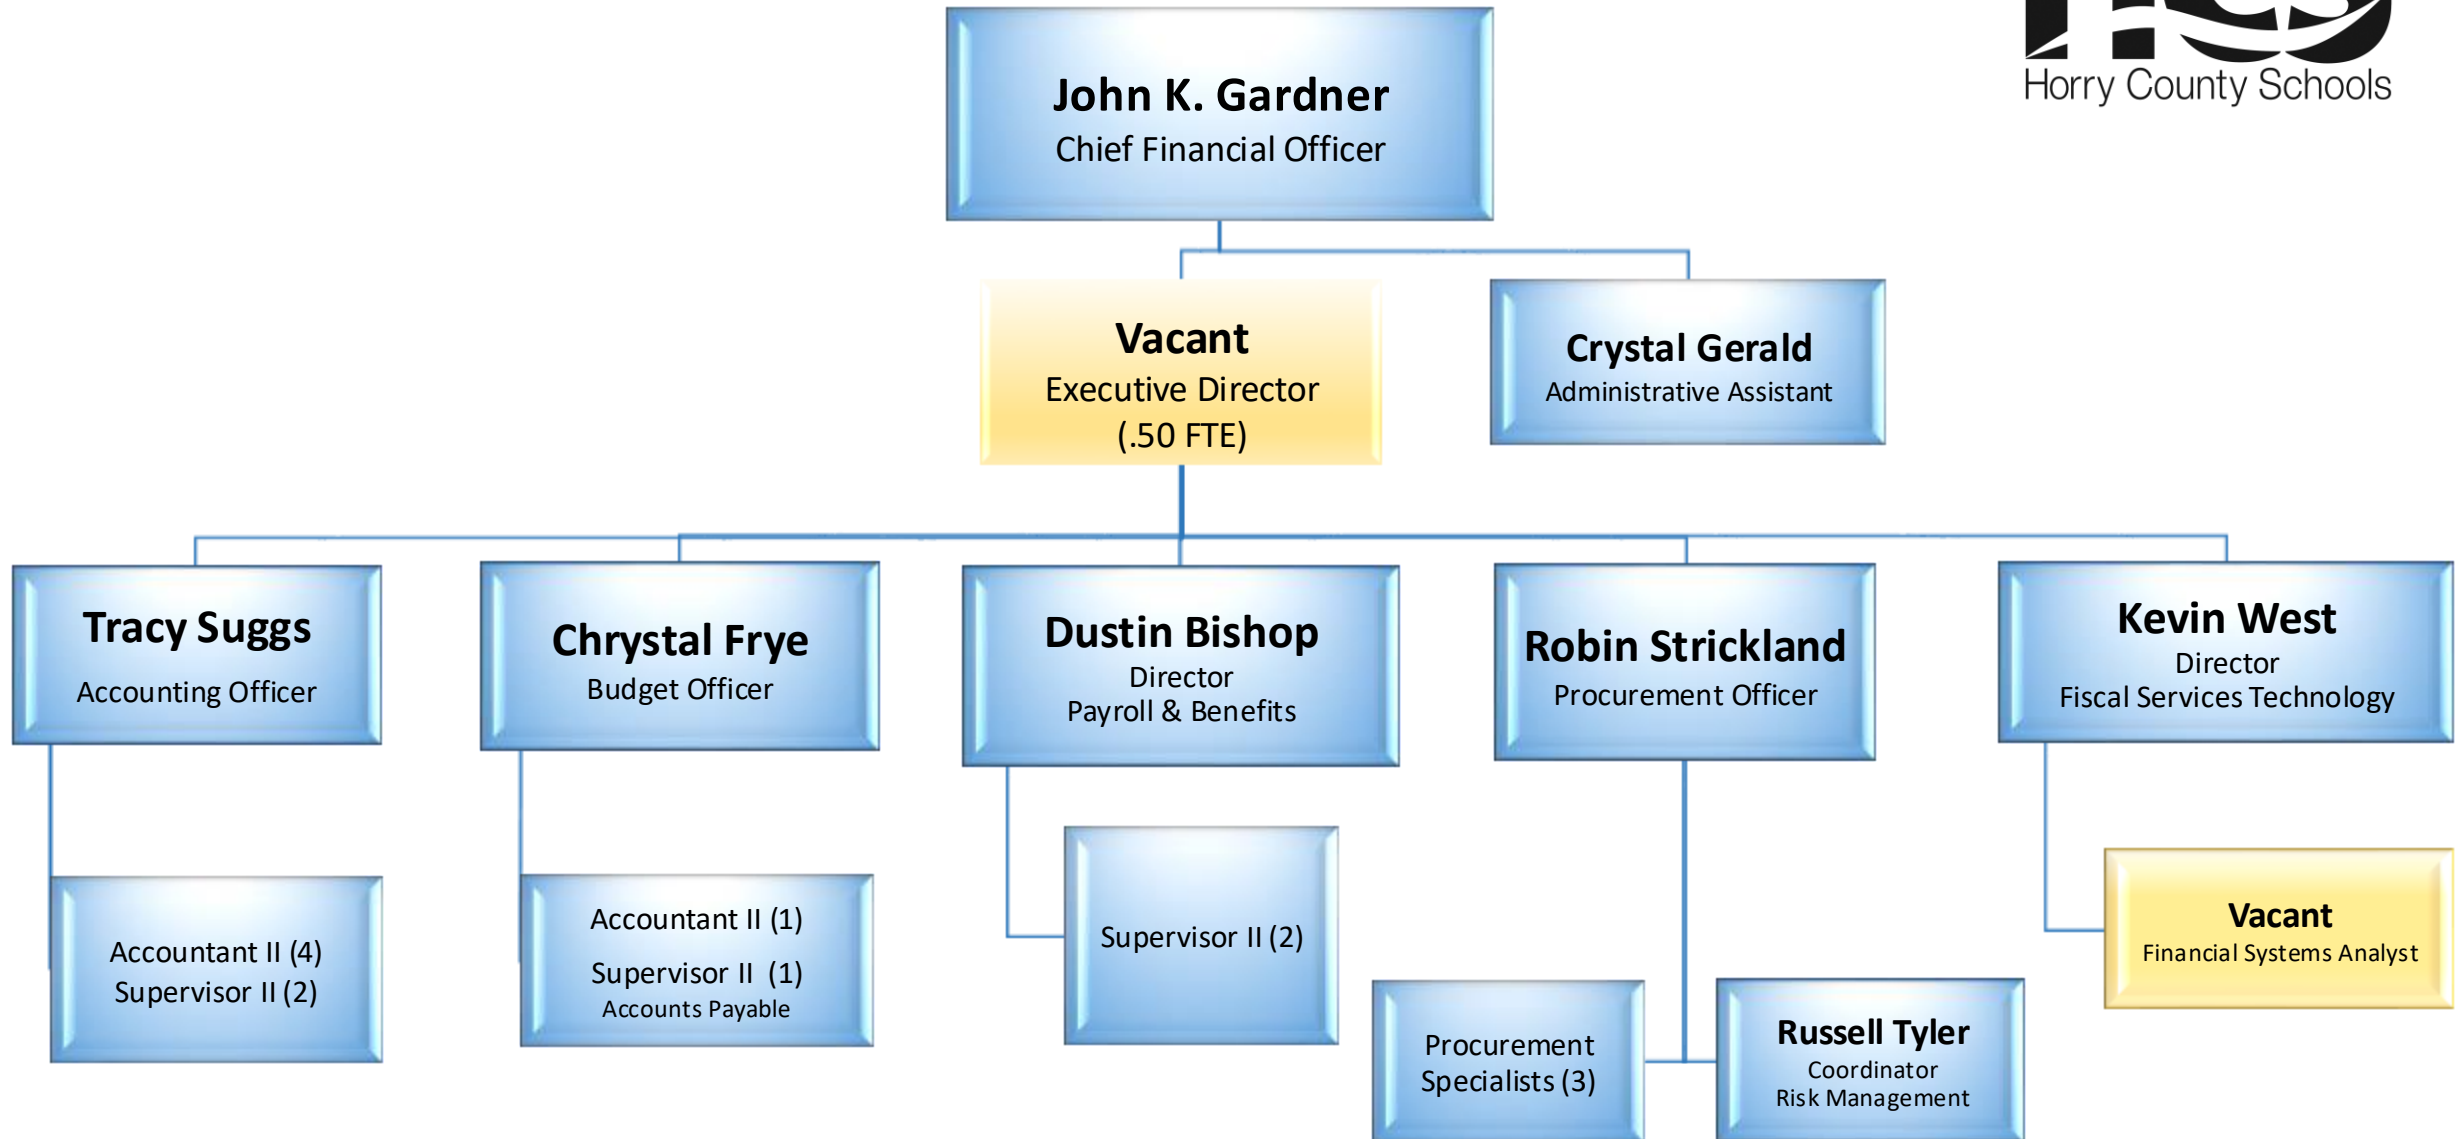 Horry County Schools
John K. Gardner
Chief Financial Officer
Vacant
Executive Director
(.50 FTE)
Crystal Gerald
Administrative Assistant
Tracy Suggs
Accounting Officer
Chrystal Frye
Budget Officer
Dustin Bishop
Director
Payroll & Benefits
Robin Strickland
Procurement Officer
Kevin West
Director
Fiscal Services Technology
Accountant II (4)
Supervisor II (2)
Accountant II (1)
Supervisor II (1)
Accounts Payable
Supervisor II (2)
Procurement
Specialists (3)
Russell Tyler
Coordinator
Risk Management
Vacant
Financial Systems Analyst